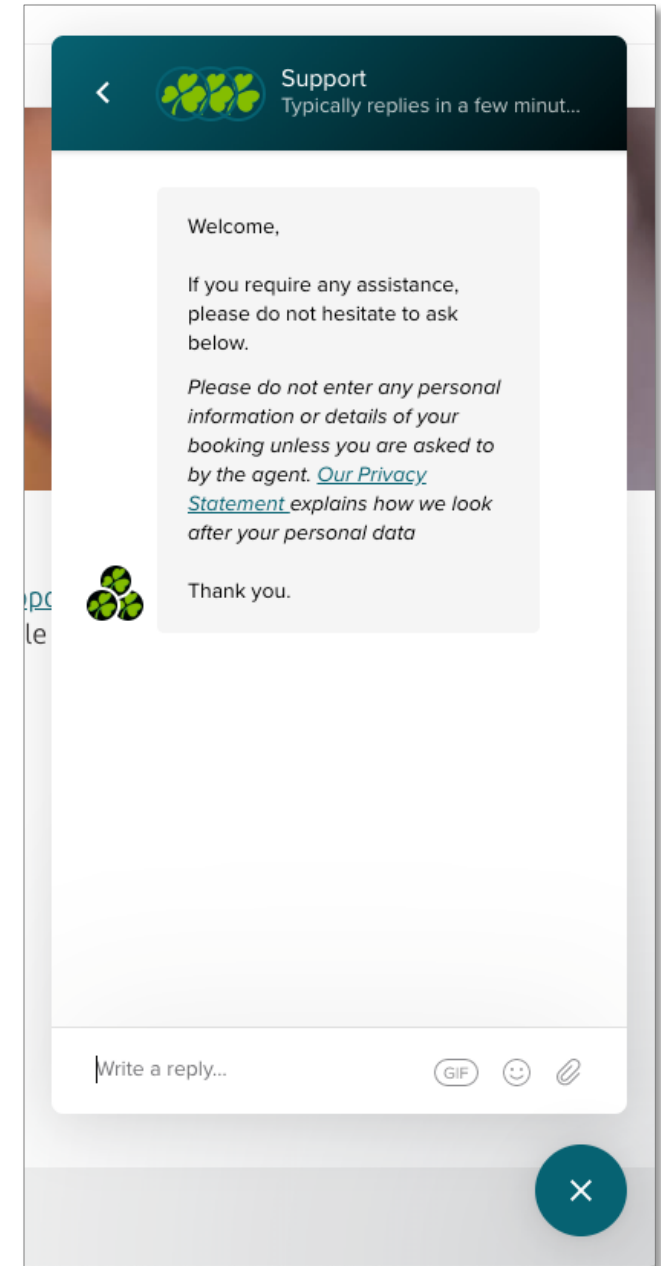 Support
Typically replies in a few minut...
Welcome,
If you require any assistance,
please do not hesitate to ask
below.
Please do not enter any personal
information or details of your
booking unless you are asked to
by the agent. Our Privacy
Statement explains how we look
after your personal data
Thank you.
le
Write a reply...
GIF